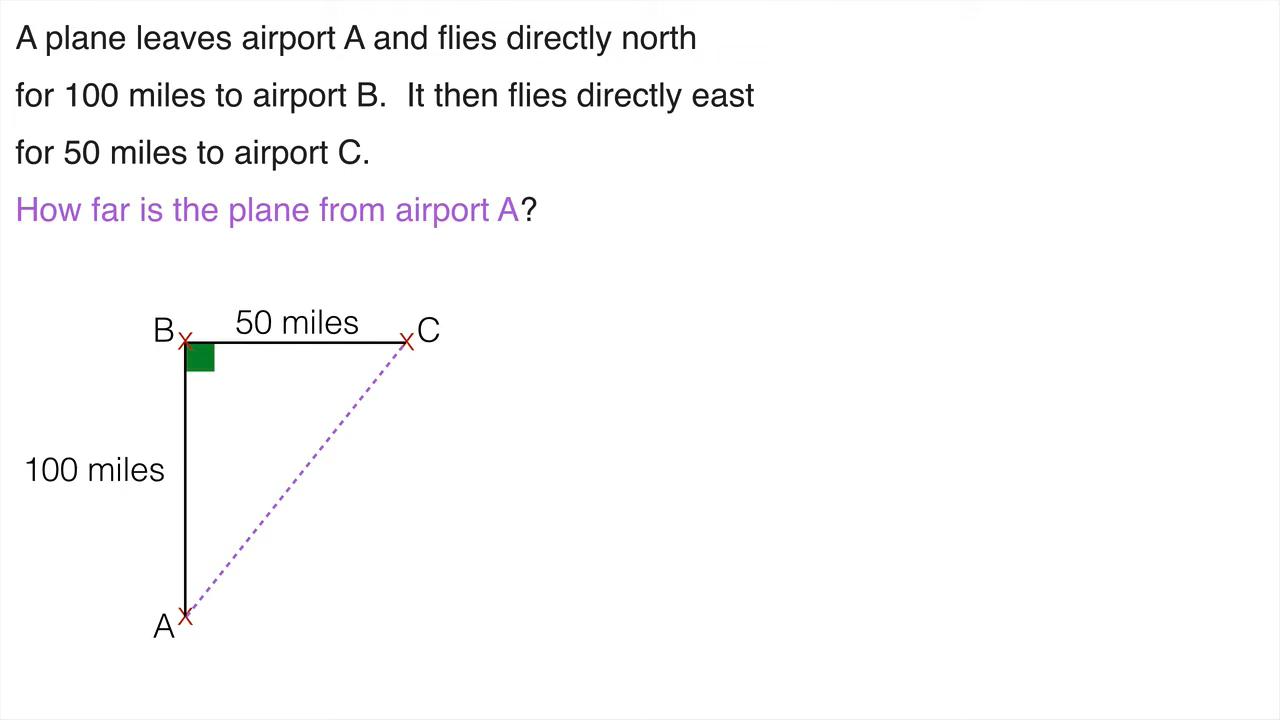 A plane leaves airport A and flies directly north
for 100 miles to airport B.  It then flies directly east
for 50 miles to airport C.
How far is the plane from airport A?
B
50 miles
C
100 miles
A